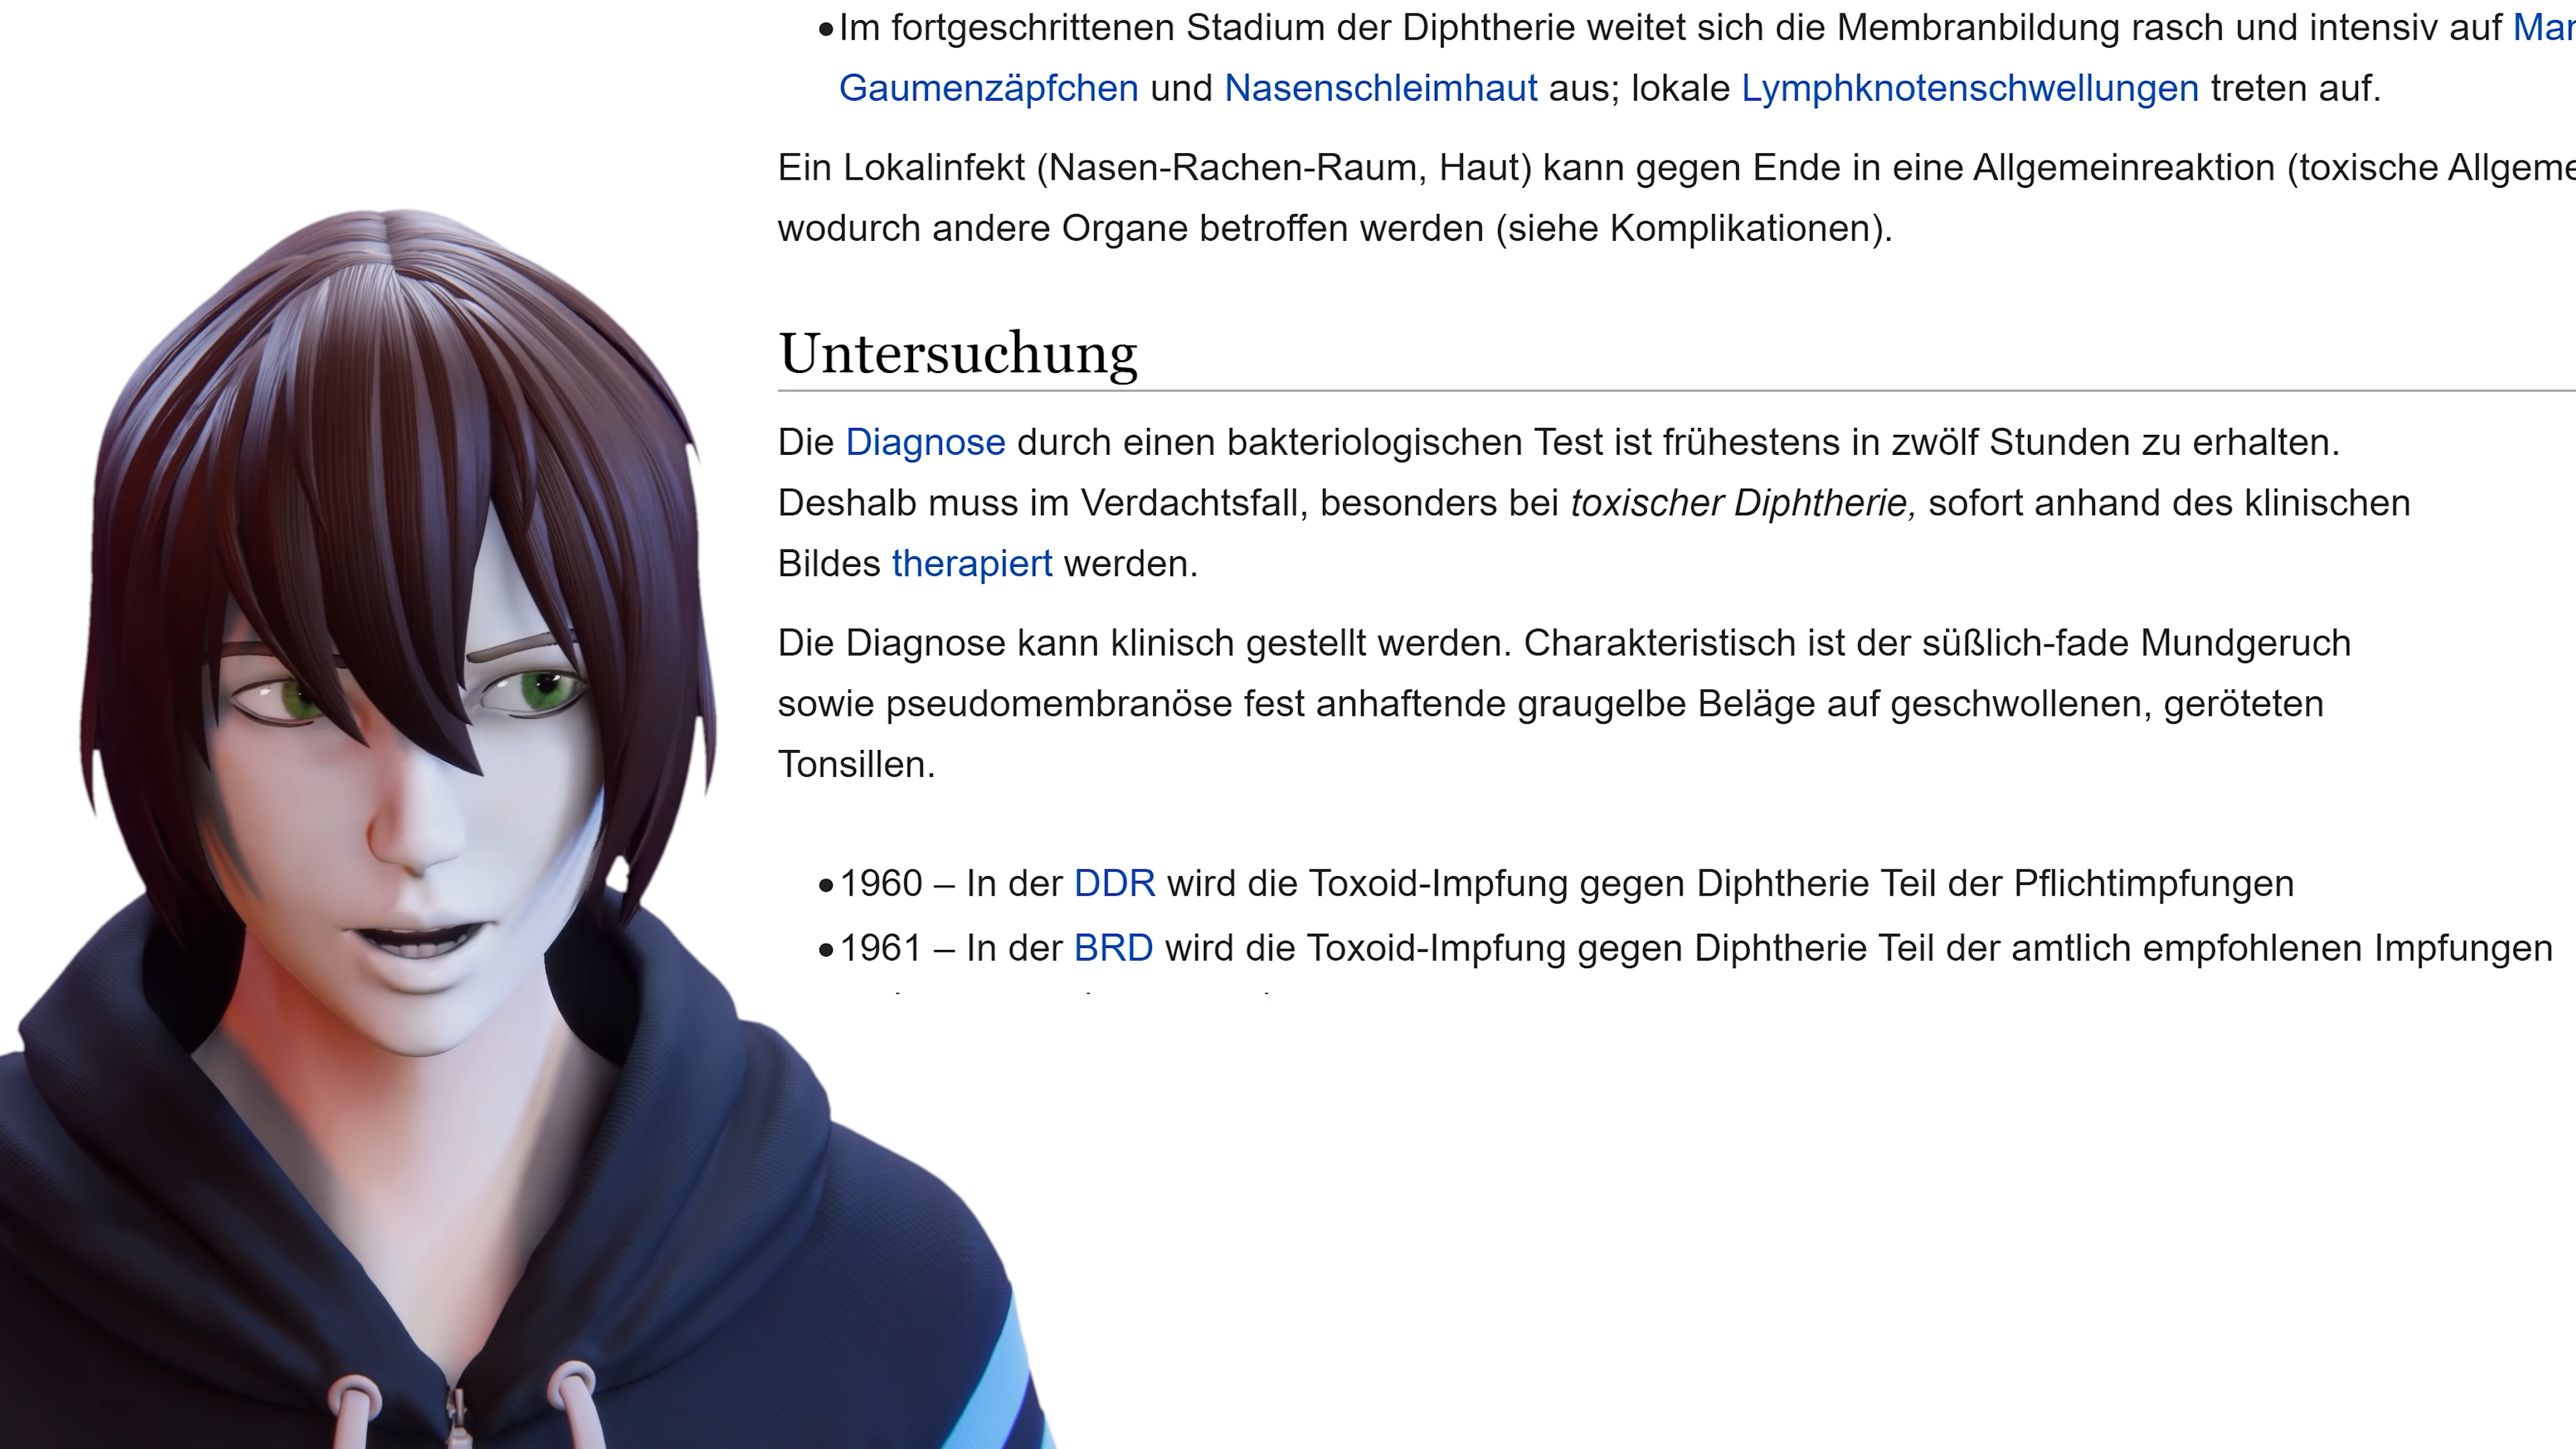 •Im fortgeschrittenen Stadium der Diphtherie weitet sich die Membranbildung rasch und intensiv auf
Gaumenzäpfchen und Nasenschleimhaut aus; lokale Lymphknotenschwellungen treten auf.
Ein Lokalinfekt (Nasen-Rachen-Raum, Haut) kann gegen Ende in eine Allgemeinreaktion (toxische
wodurch andere Organe betroffen werden (siehe Komplikationen).
Untersuchung
Die Diagnose durch einen bakteriologischen Test ist frühestens in zwölf Stunden zu erhalten.
Deshalb muss im Verdachtsfall, besonders bei toxischer Diphtherie, sofort anhand des klinischen
Bildes therapiert werden.
Die Diagnose kann klinisch gestellt werden. Charakteristisch ist der süßlich-fade Mundgeruch
sowie pseudomembranöse fest anhaftende graugelbe Beläge auf geschwollenen, geröteten
Tonsillen.
•1960 – In der DDR wird die Toxoid-Impfung gegen Diphtherie Teil der Pflichtimpfungen
•1961 – In der BRD wird die Toxoid-Impfung gegen Diphtherie Teil der amtlich empfohlenen Impfungen